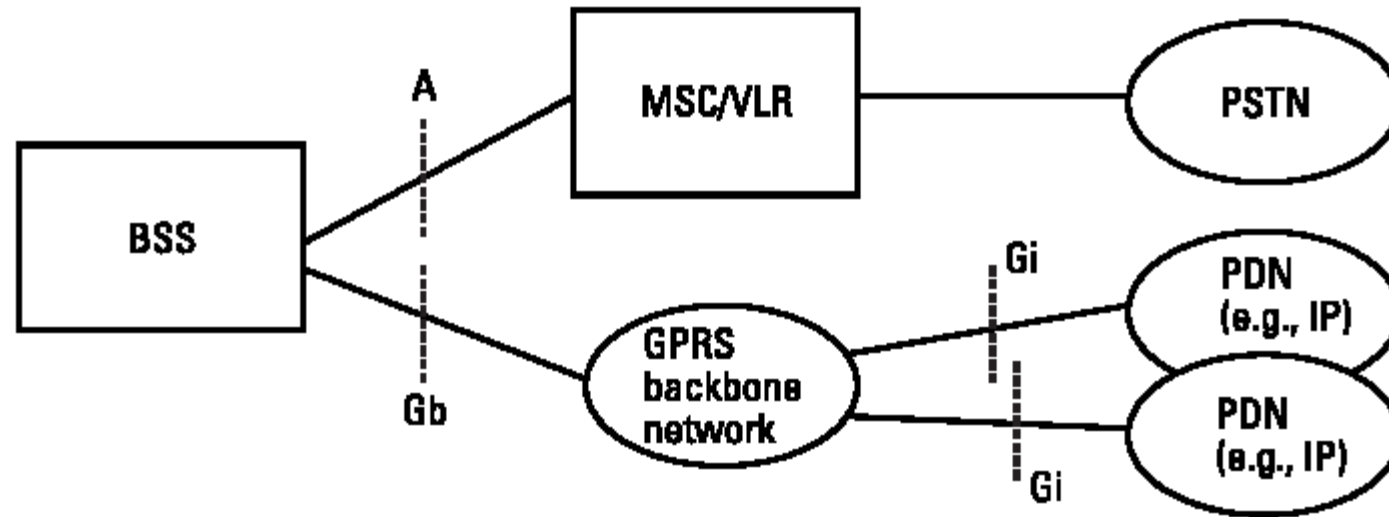 A
MSC/VLR
PSTN
BSS
Gi
PDN
(e.g., IP)
GPRS
backbone
network
Gb
PDN
(e.g., IP)
Gi